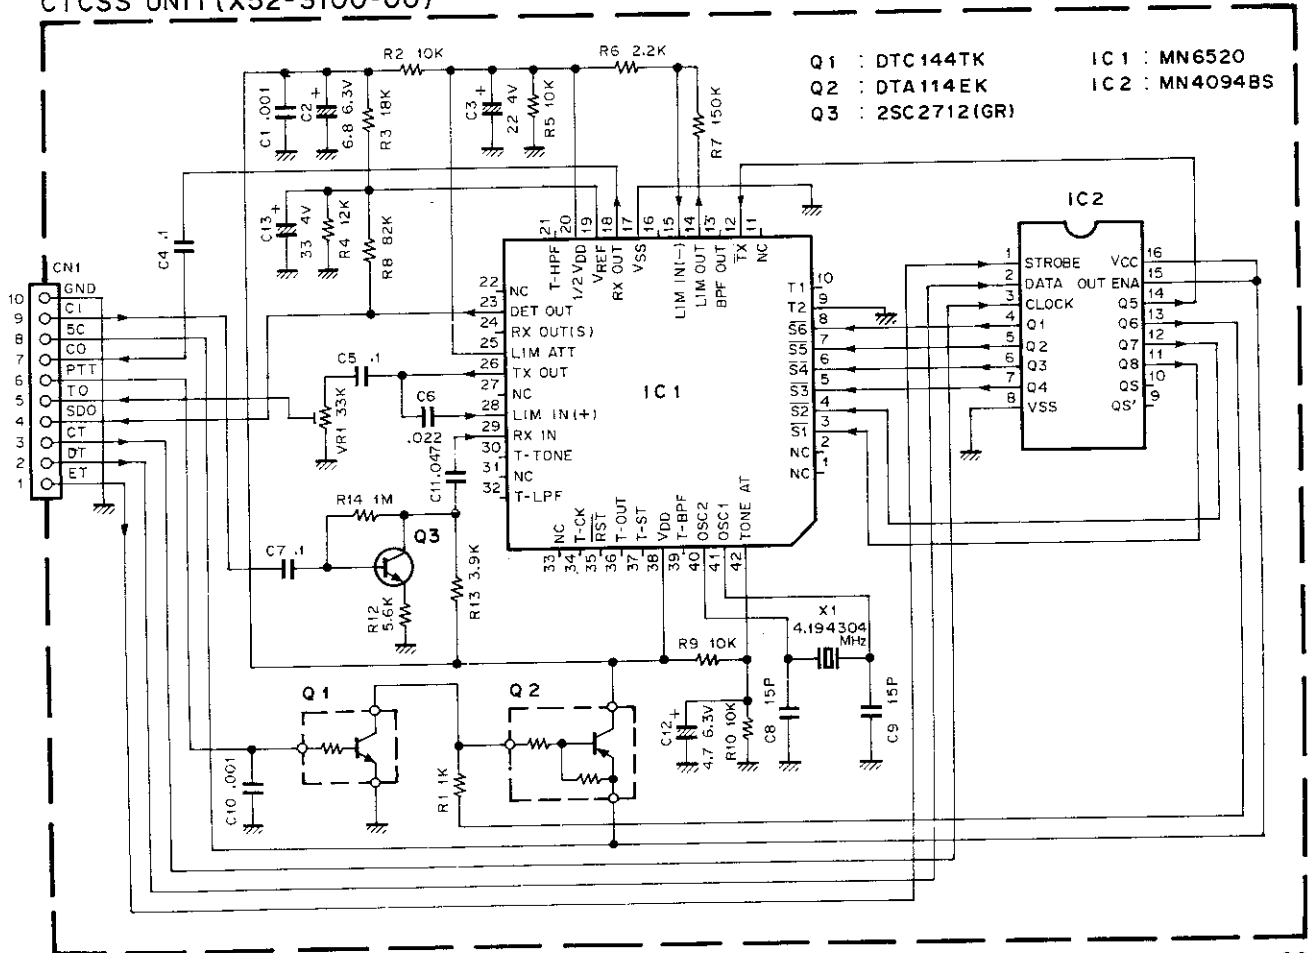 CTCSS UNIT (X52-3100-00)
Q1 : DTC144TK
Q2 : DTA114EK
Q3 : 2SC2712(GR)
IC1 : MN6520
IC2 : MN4094BS
R2 10K
R6 2.2K
C1 .001
C2 +
6.8 6.3V
R3 18K
C3 +
22 4V
R5 10K
R7 150K
C13 +
33 4V
R4 12K
R8 82K
C4 .1
CN1
10 GND
9 CI
8 5C
7 CO
6 PTT
5 TO
4 SDO
3 CT
2 DT
1 ET
C5 .1
C6
.022
VR1 33K
C11 .0472
R14 1M
Q3
C7 .1
R12
5.6K
R13 3.9K
IC1
21 T-HPF
20 1/2 VDD
19 VREF
18 RX OUT
17 VSS
16
15 LIM IN(-)
14 LIM OUT
13 BPF OUT
12 TX
11 NC
22 NC
23 DET OUT
24 RX OUT(S)
25 LIM ATT
26 TX OUT
27 NC
28 LIM IN(+)
29 RX IN
30 T-TONE
31 NC
32 T-LPF
33 NC
34 T-CK
35 RST
36 T-OUT
37 T-ST
38 VDD
39 T-BPF
40 OSC2
41 OSC1
42 TONE AT
T1 10
T2 9
S6 8
S5 7
S4 6
S3 5
S2 4
S1 3
NC 2
NC 1
IC2
1 STROBE
2 DATA
3 CLOCK
4 Q1
5 Q2
6 Q3
7 Q4
8 VSS
VCC 16
OUT ENA 15
Q5 14
Q6 13
Q7 12
Q8 11
QS 10
QS' 9
X1
4.194304
MHz
R9 10K
C12 +
4.7 6.3V
R10 10K
C8 15P
C9 15P
Q1
Q2
C10 .001
R1 1K